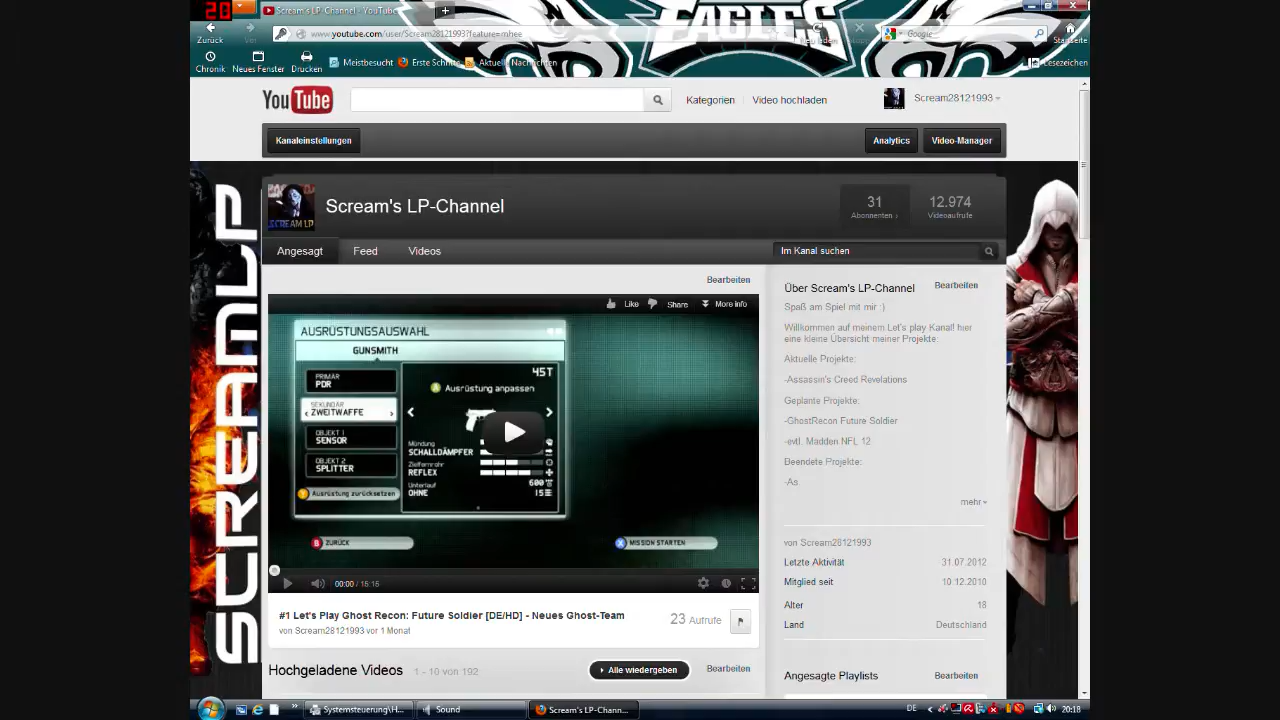 20
Scream's LP-Channel - YouTube
EAGLES
www.youtube.com/user/Scream28121993?feature=mhee
Google
Zurück
Startseite
Chronik
Neues Fenster
Drucken
Meistbesucht
Erste Schritte
Aktuelle Nachrichten
Lesezeichen
YouTube
Kategorien
Video hochladen
Scream28121993
Kanaleinstellungen
Analytics
Video-Manager
SCREAMLP
SCREAM LP
Scream's LP-Channel
31
Abonnenten
12.974
Videoaufrufe
Angesagt
Feed
Videos
Im Kanal suchen
Bearbeiten
Like
Share
More info
AUSRÜSTUNGSAUSWAHL
GUNSMITH
PRIMÄR
PDR
SEKUNDÄR
ZWEITWAFFE
OBJEKT 1
SENSOR
OBJEKT 2
SPLITTER
Y Ausrüstung zurücksetzen
45T
A Ausrüstung anpassen
Mündung
SCHALLDÄMPFER
Zielfernrohr
REFLEX
Unterlauf
OHNE
600
15
B ZURÜCK
X MISSION STARTEN
00:00 / 15:15
#1 Let's Play Ghost Recon: Future Soldier [DE/HD] - Neues Ghost-Team
von Scream28121993 vor 1 Monat
23 Aufrufe
Hochgeladene Videos
1 - 10 von 192
Alle wiedergeben
Bearbeiten
Über Scream's LP-Channel
Bearbeiten
Spaß am Spiel mit mir :)
Willkommen auf meinem Let's play Kanal! hier
eine kleine Übersicht meiner Projekte:
Aktuelle Projekte:
-Assassin's Creed Revelations
Geplante Projekte:
-GhostRecon Future Soldier
-evtl. Madden NFL 12
Beendete Projekte:
-As
mehr
von Scream28121993
Letzte Aktivität 31.07.2012
Mitglied seit 10.12.2010
Alter 18
Land Deutschland
Angesagte Playlists
Bearbeiten
Systemsteuerung\H...
Sound
Scream's LP-Chann...
DE
20:18